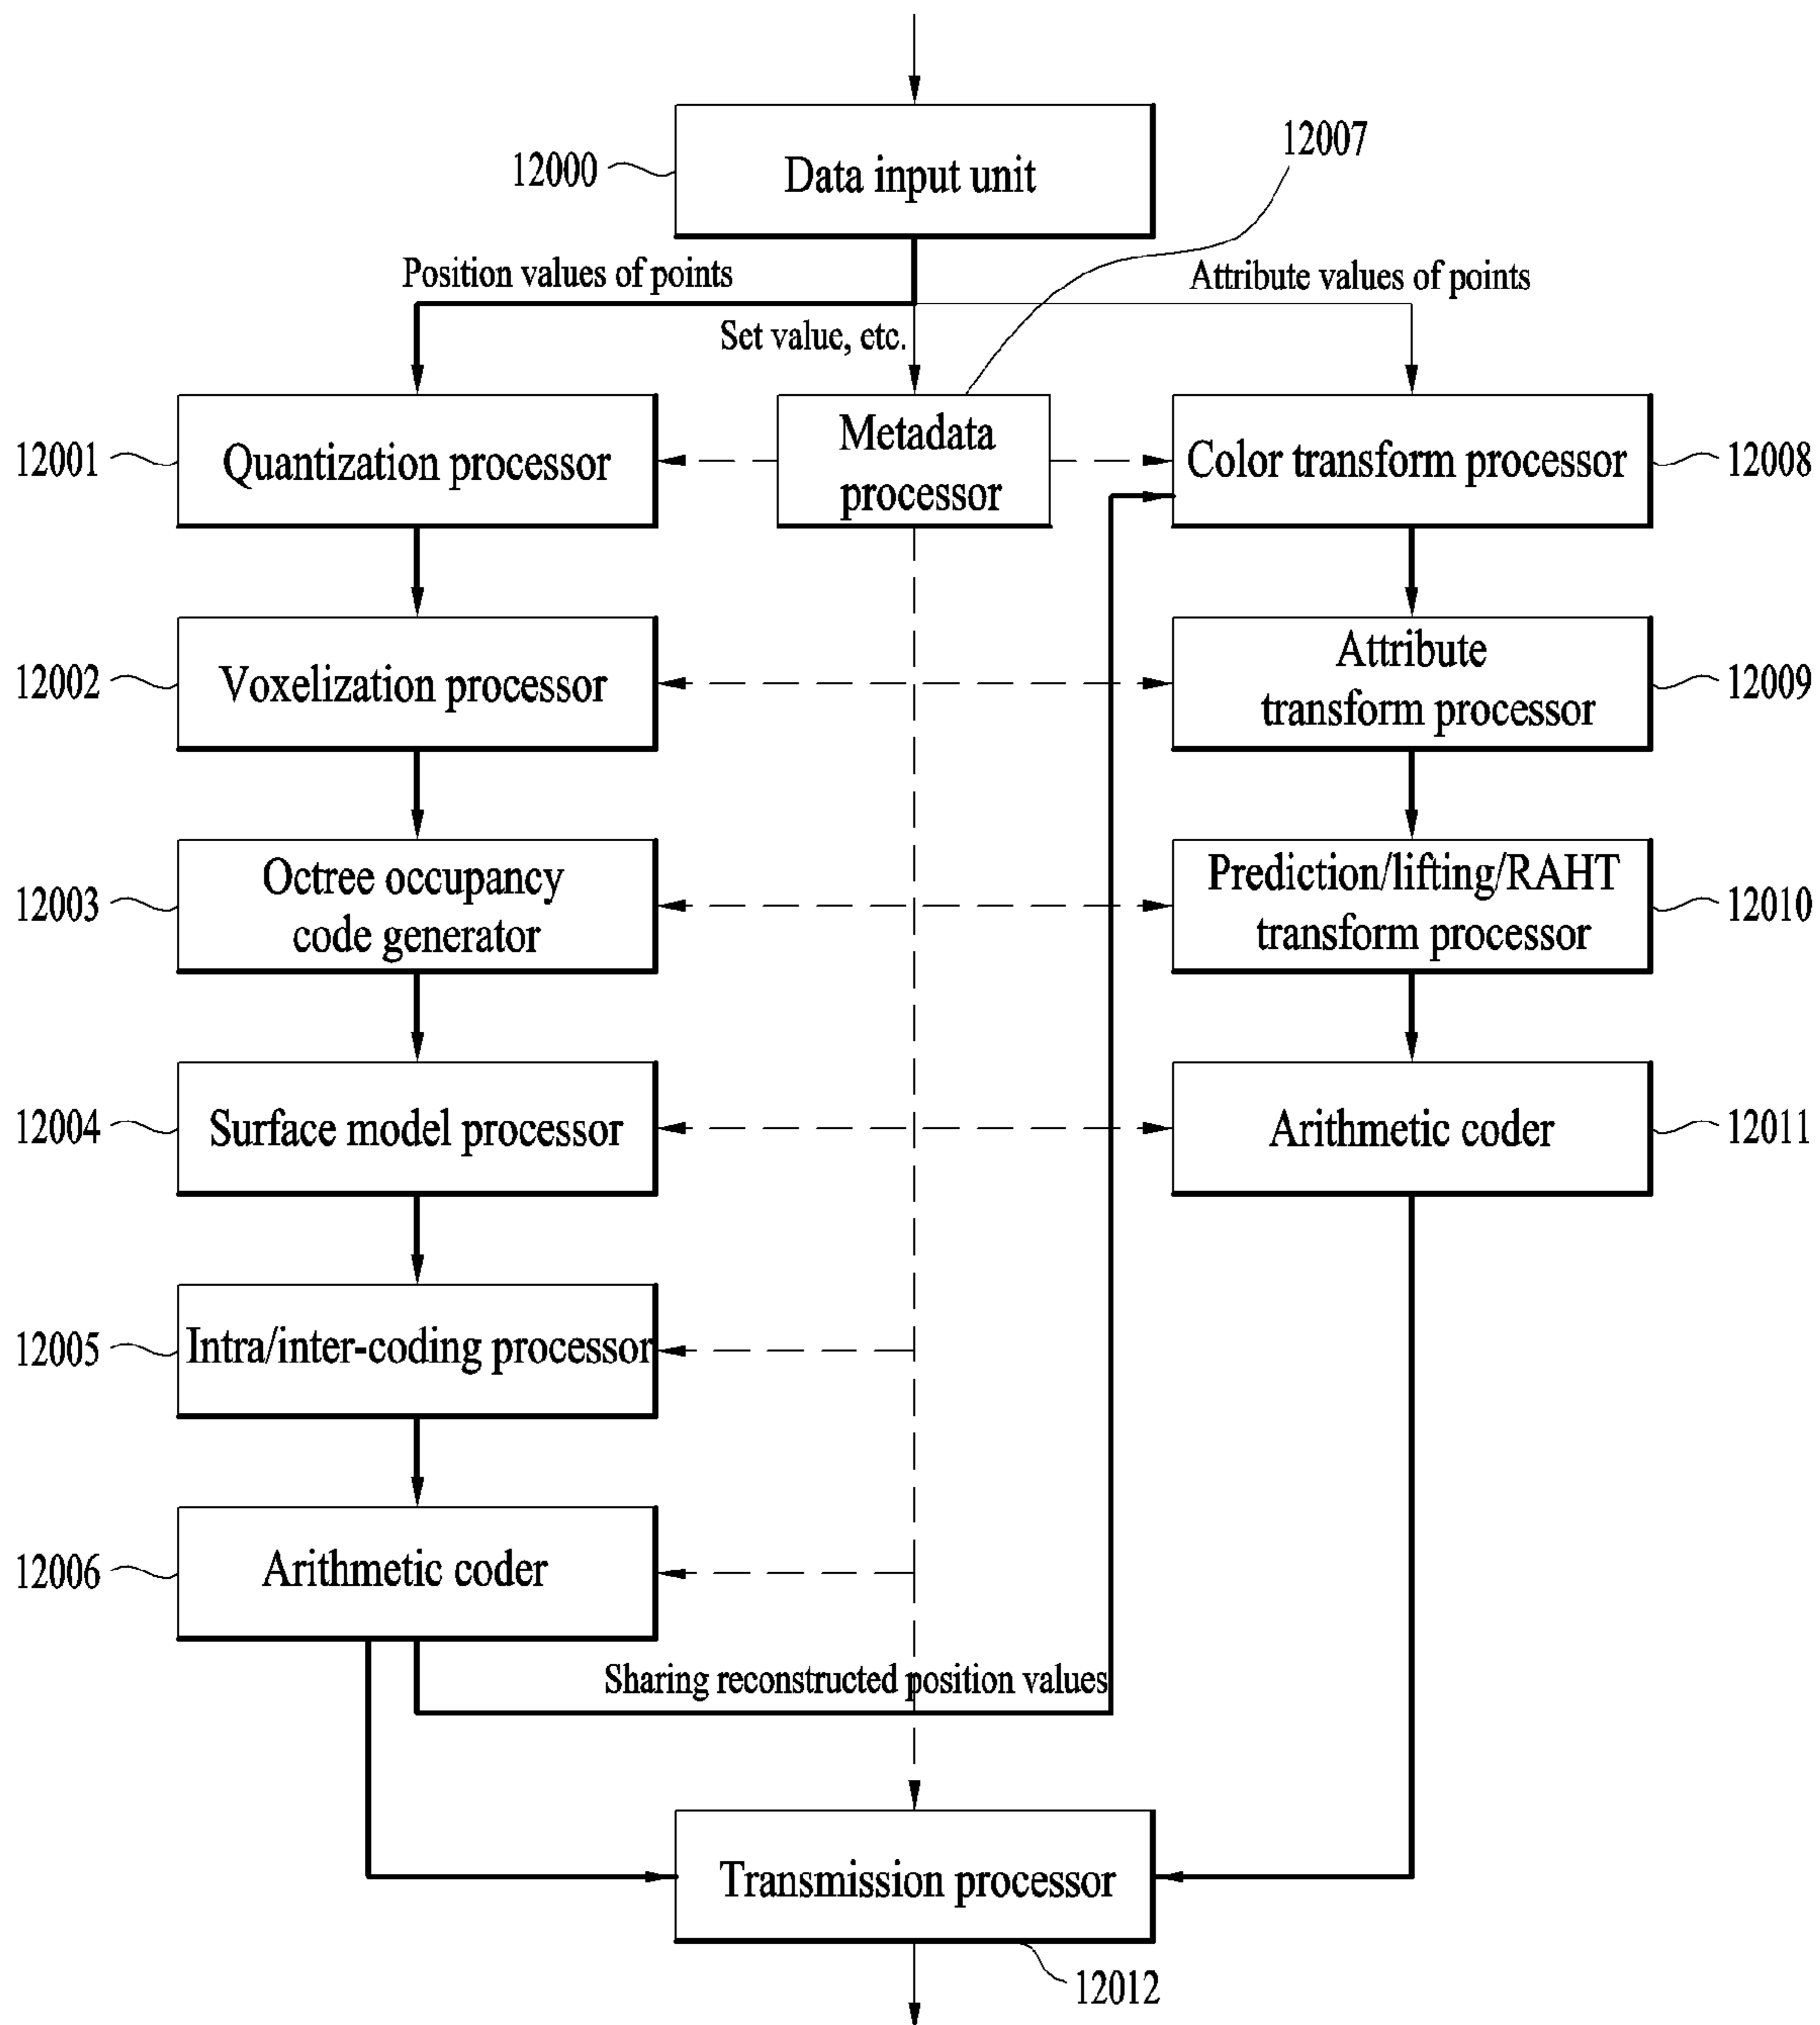 12000
Data input unit
12007
Position values of points
Attribute values of points
Set value, etc.
12001
Quantization processor
Metadata
processor
Color transform processor
12008
12002
Voxelization processor
Attribute
transform processor
12009
12003
Octree occupancy
code generator
Prediction/lifting/RAHT
transform processor
12010
12004
Surface model processor
Arithmetic coder
12011
12005
Intra/inter-coding processor
12006
Arithmetic coder
Sharing reconstructed position values
Transmission processor
12012